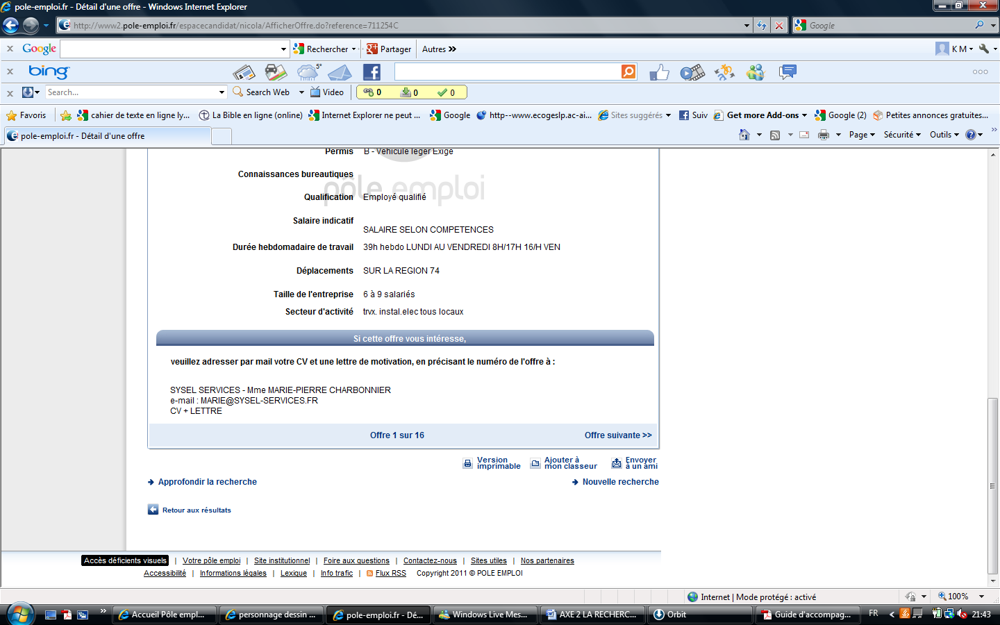 pole-emploi.fr - Détail d'une offre - Windows Internet Explorer
http://www2.pole-emploi.fr/espacecandidat/nicola/AfficherOffre.do?reference=711254C
Google
x Google Rechercher Partager Autres » K M
x bing 5°
x Search... Search Web Video 0 0 0
Favoris cahier de texte en ligne ly... La Bible en ligne (online) Internet Explorer ne peut ... Google http--www.ecogeslp.ac-ai... Sites suggérés Suiv Get more Add-ons Google (2) Petites annonces gratuites...
pole-emploi.fr - Détail d'une offre Page Sécurité Outils »
Permis B - Véhicule léger Exigé
Connaissances bureautiques
pôle emploi
Qualification Employé qualifié
Salaire indicatif
SALAIRE SELON COMPETENCES
Durée hebdomadaire de travail 39h hebdo LUNDI AU VENDREDI 8H/17H 16/H VEN
Déplacements SUR LA REGION 74
Taille de l'entreprise 6 à 9 salariés
Secteur d'activité trvx. instal.elec tous locaux
Si cette offre vous intéresse,
veuillez adresser par mail votre CV et une lettre de motivation, en précisant le numéro de l'offre à :
SYSEL SERVICES - Mme MARIE-PIERRE CHARBONNIER
e-mail : MARIE@SYSEL-SERVICES.FR
CV + LETTRE
Offre 1 sur 16 Offre suivante >>
Version imprimable Ajouter à mon classeur Envoyer à un ami
Approfondir la recherche Nouvelle recherche
Retour aux résultats
Accès déficients visuels | Votre pôle emploi | Site institutionnel | Foire aux questions | Contactez-nous | Sites utiles | Nos partenaires
Accessibilité | Informations légales | Lexique | Info trafic | Flux RSS Copyright 2011 © POLE EMPLOI
Internet | Mode protégé : activé 100%
» Accueil Pôle empl... personnage dessin ... pole-emploi.fr - Dé... Windows Live Mes... AXE 2 LA RECHERC... Orbit Guide d'accompag... FR < 21:43